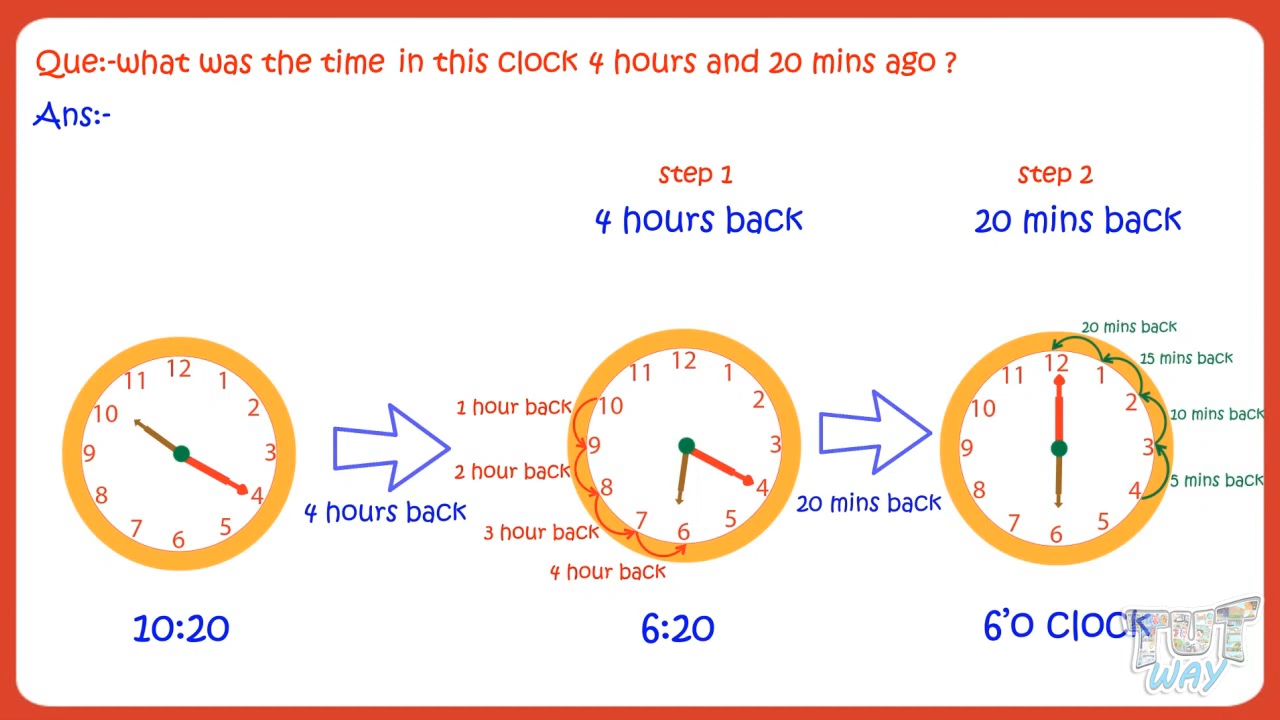 Que:-what was the time in this clock 4 hours and 20 mins ago ?
Ans:-
step 1
4 hours back
step 2
20 mins back
12
11
1
10
2
9
3
8
4
7
5
6
10:20
4 hours back
12
11
1
10
2
9
3
8
4
7
5
6
1 hour back
2 hour back
3 hour back
4 hour back
6:20
20 mins back
12
11
1
10
2
9
3
8
4
7
5
6
20 mins back
15 mins back
10 mins back
5 mins back
6'o clock
TUT
WAY